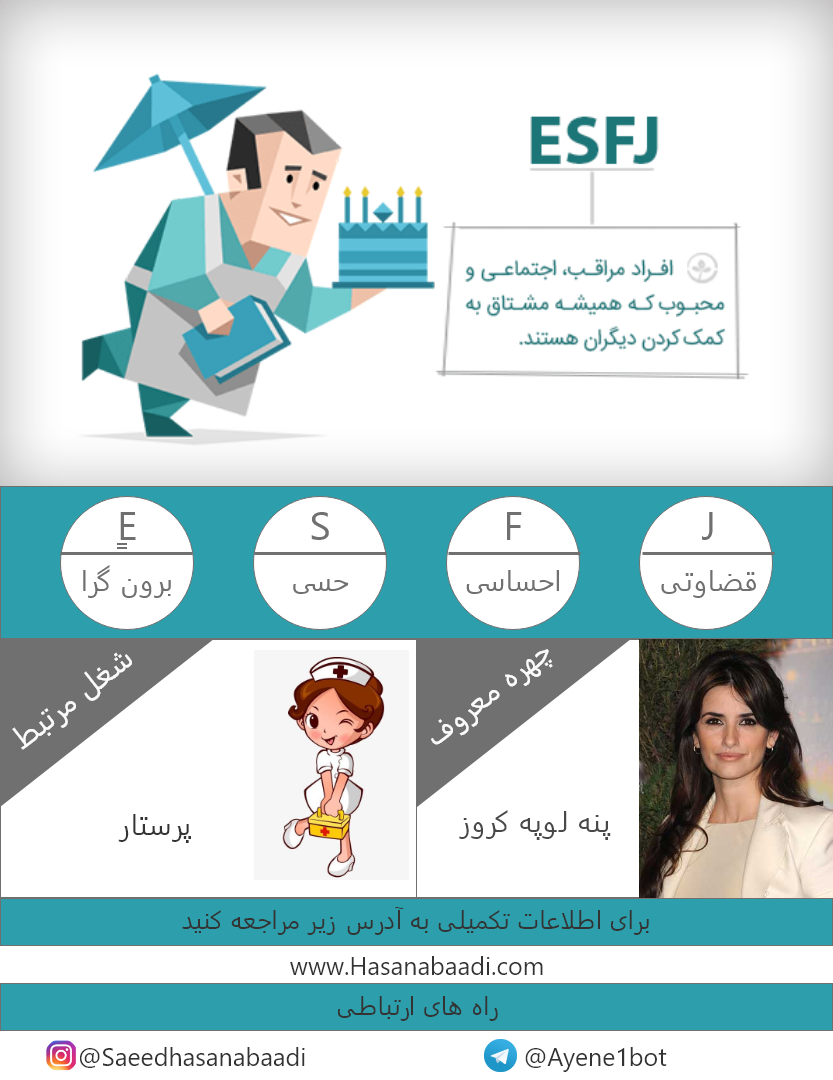 ESFJ
افراد مراقب، اجتماعی و
محبوب که همیشه مشتاق به
کمک کردن دیگران هستند.
E
S
F
J
برون گرا
حسی
احساسی
قضاوتی
شغل مرتبط
پرستار
چهره معروف
پنه لوپه کروز
برای اطلاعات تکمیلی به آدرس زیر مراجعه کنید
www.Hasanabaadi.com
راه های ارتباطی
@Saeedhasanabaadi
@Ayene1bot